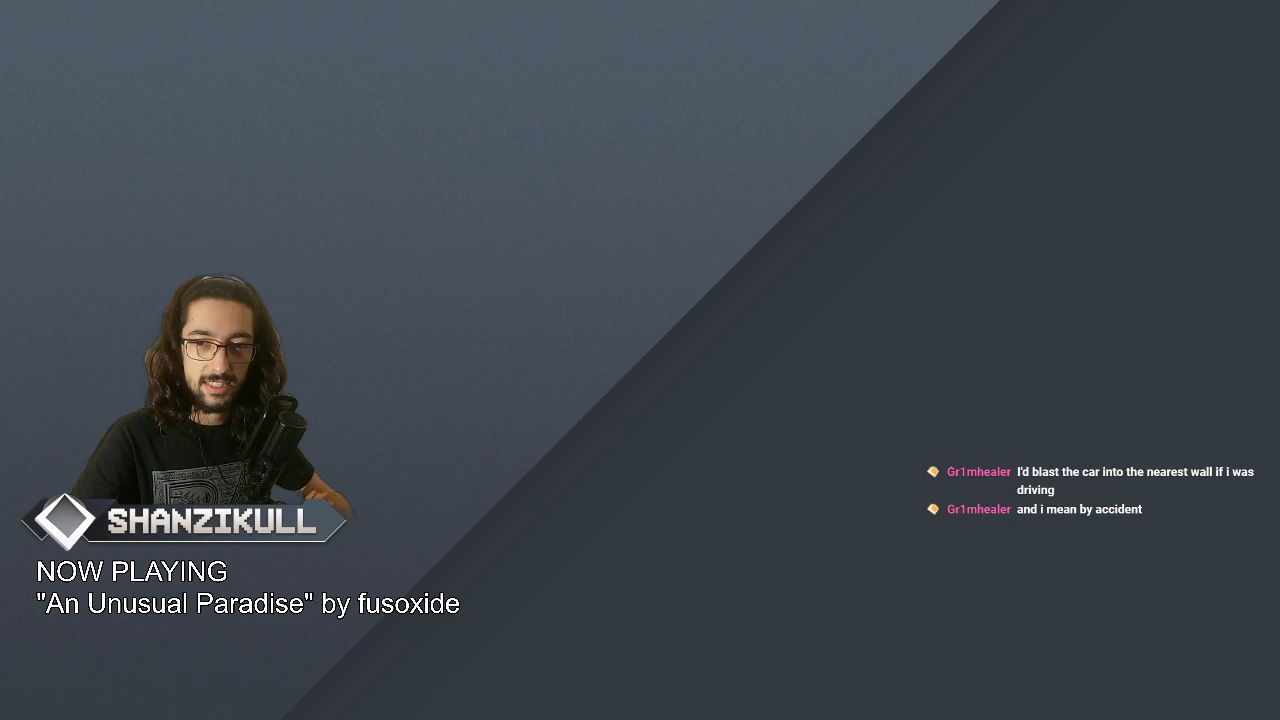 SHANZIKULL
NOW PLAYING
"An Unusual Paradise" by fusoxide
Gr1mhealer I'd blast the car into the nearest wall if i was
driving
Gr1mhealer and i mean by accident